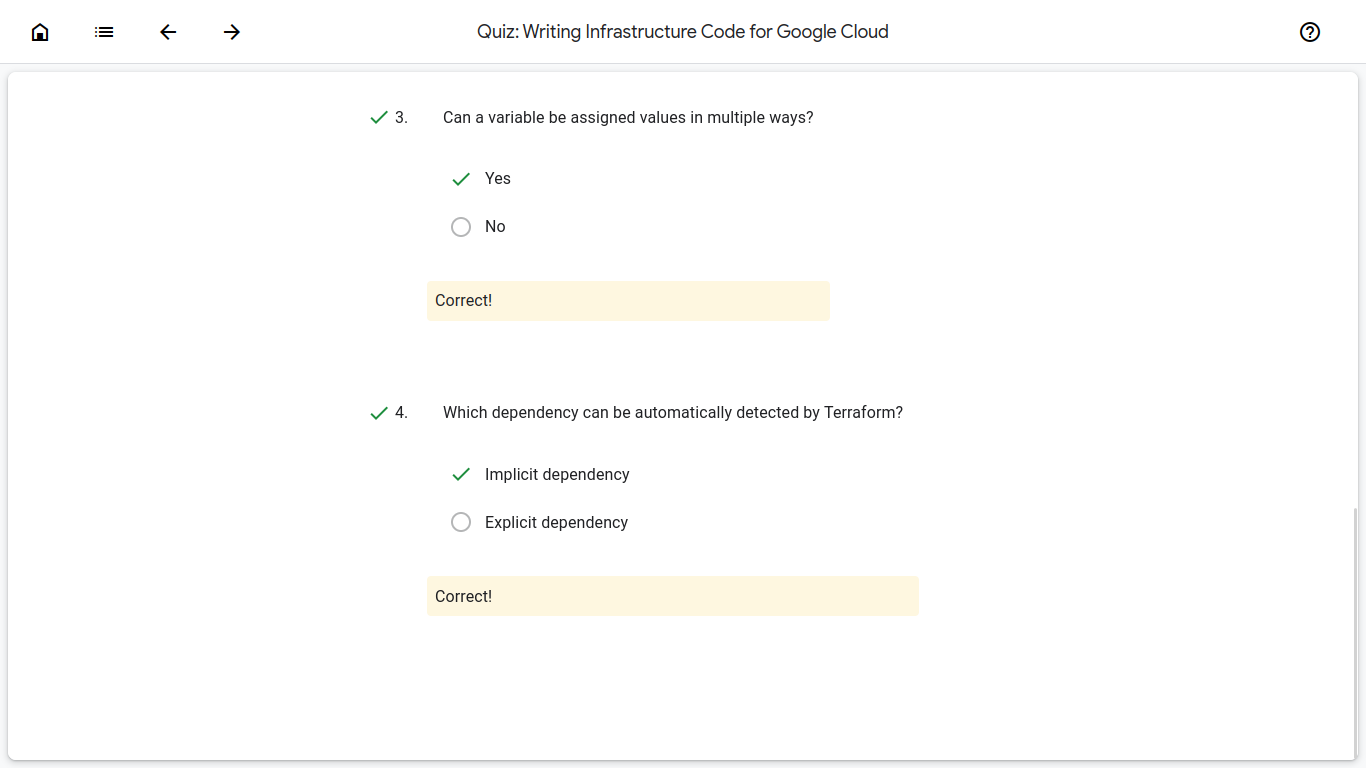 Quiz: Writing Infrastructure Code for Google Cloud
3. Can a variable be assigned values in multiple ways?
Yes
No
Correct!
4. Which dependency can be automatically detected by Terraform?
Implicit dependency
Explicit dependency
Correct!